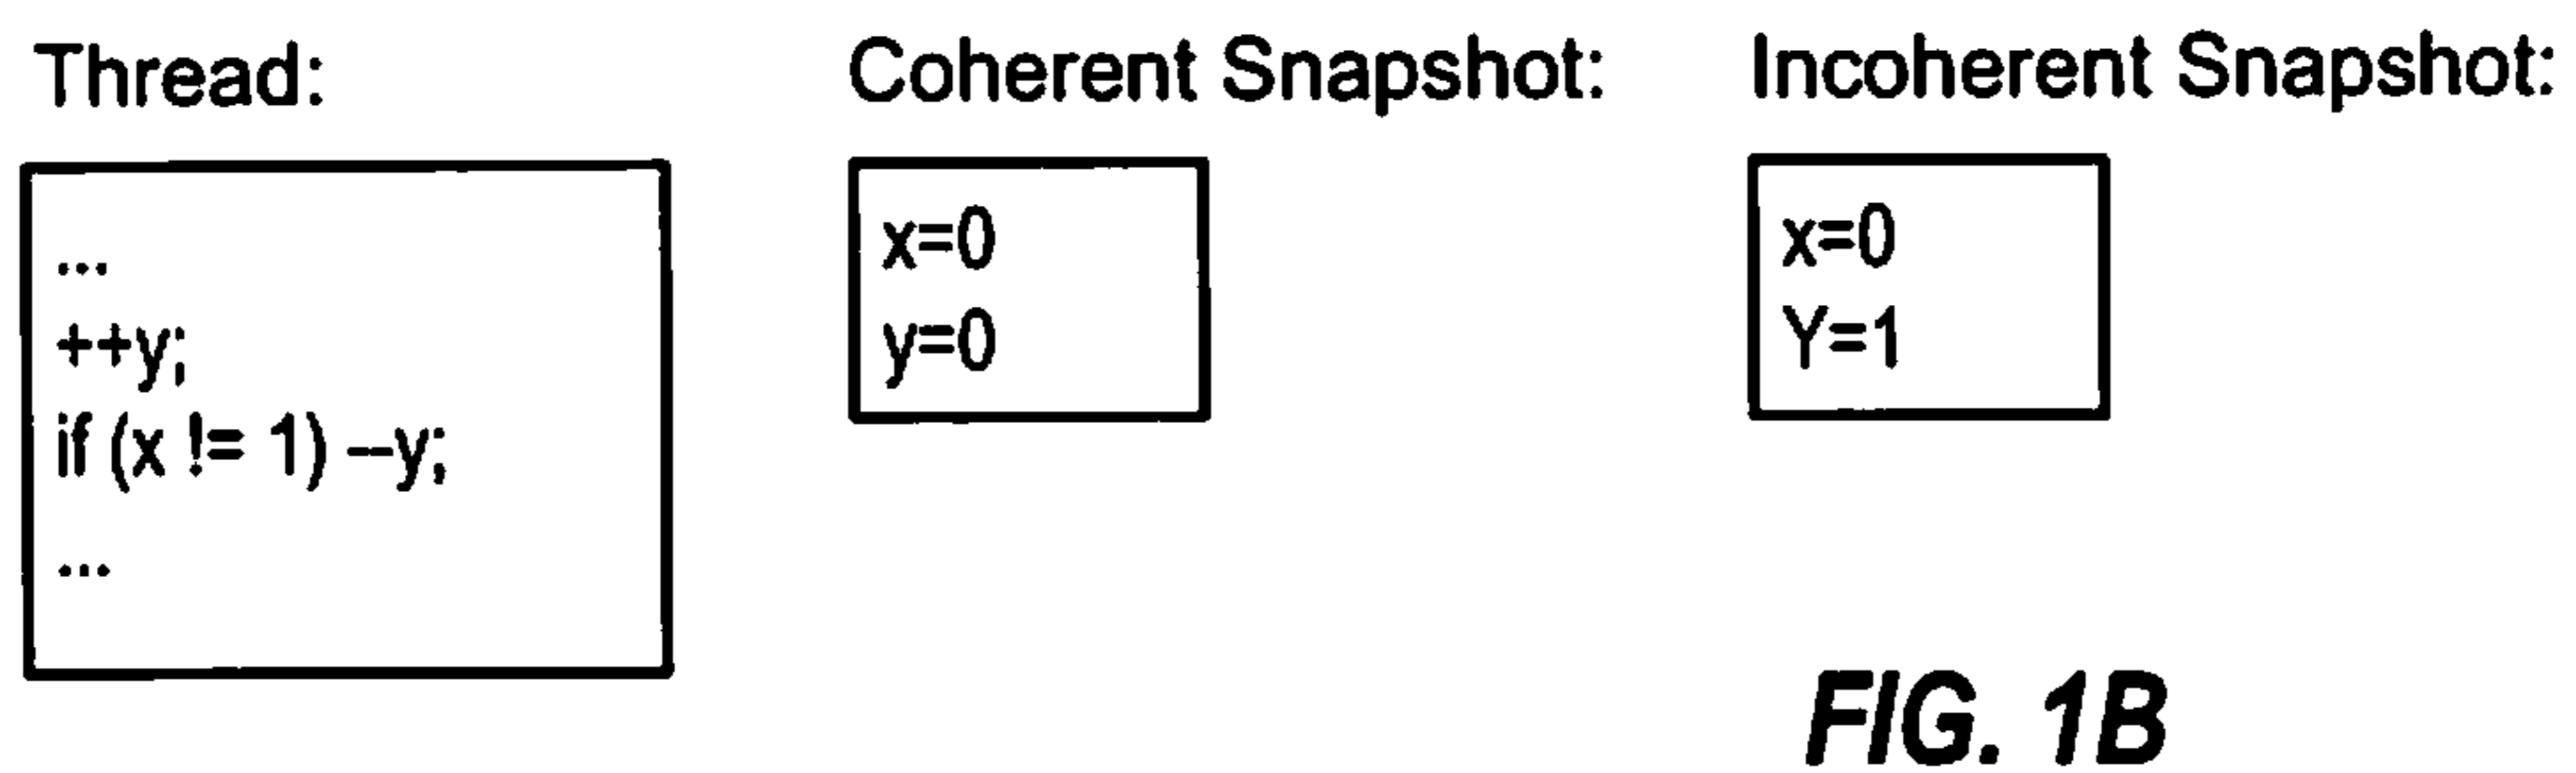 Thread:
...
++y;
if (x != 1) --y;
...
Coherent Snapshot:
x=0
y=0
Incoherent Snapshot:
x=0
Y=1
FIG. 1B